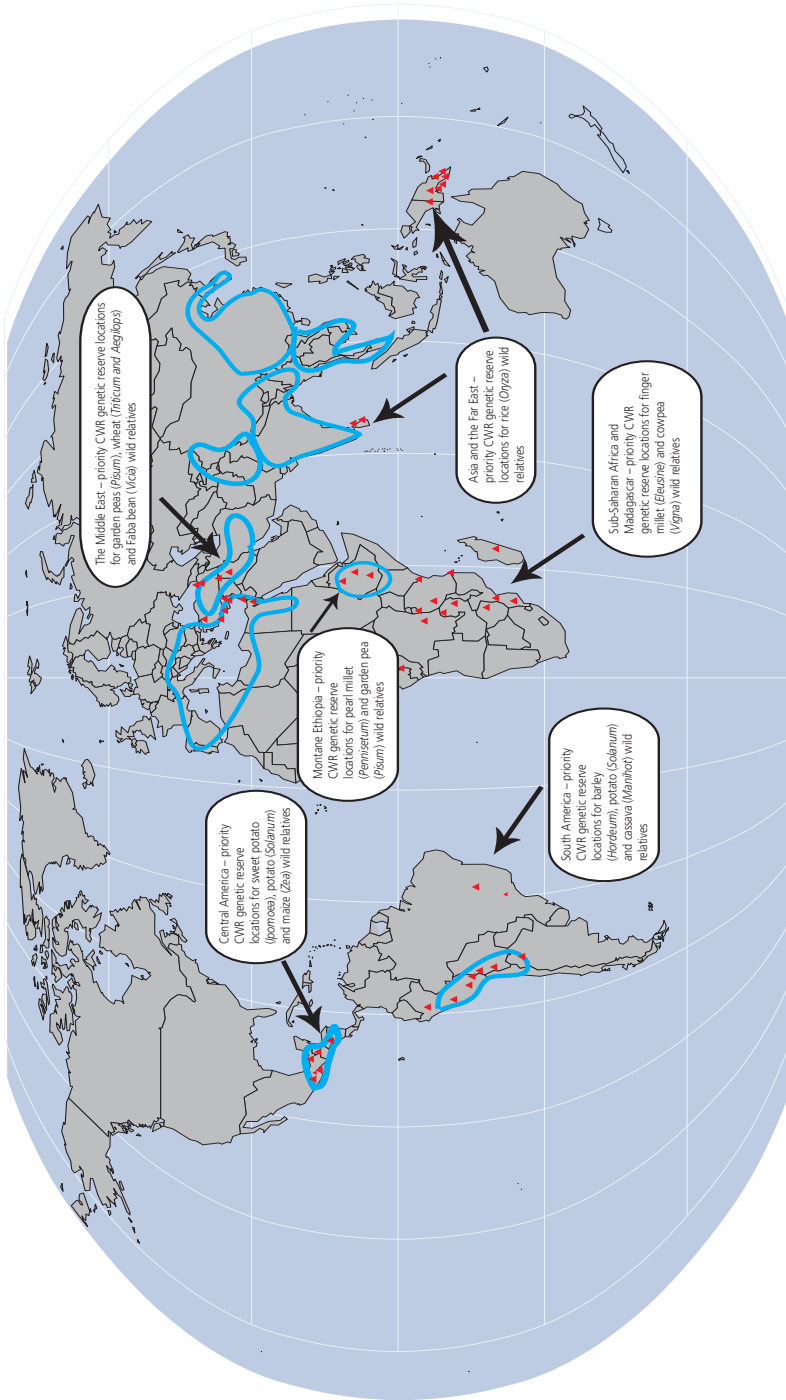 The Middle East – priority CWR genetic reserve locations
for garden peas (Pisum), wheat (Triticum and Aegilops)
and Faba bean (Vicia) wild relatives
Central America – priority
CWR genetic reserve
locations for sweet potato
(Ipomoea), potato (Solanum)
and maize (Zea) wild relatives
Montane Ethiopia – priority
CWR genetic reserve
locations for pearl millet
(Pennisetum) and garden pea
(Pisum) wild relatives
Asia and the Far East –
priority CWR genetic reserve
locations for rice (Oryza) wild
relatives
South America – priority
CWR genetic reserve
locations for barley
(Hordeum), potato (Solanum)
and cassava (Manihot) wild
relatives
Sub-Saharan Africa and
Madagascar – priority CWR
genetic reserve locations for finger
millet (Eleusine) and cowpea
(Vigna) wild relatives